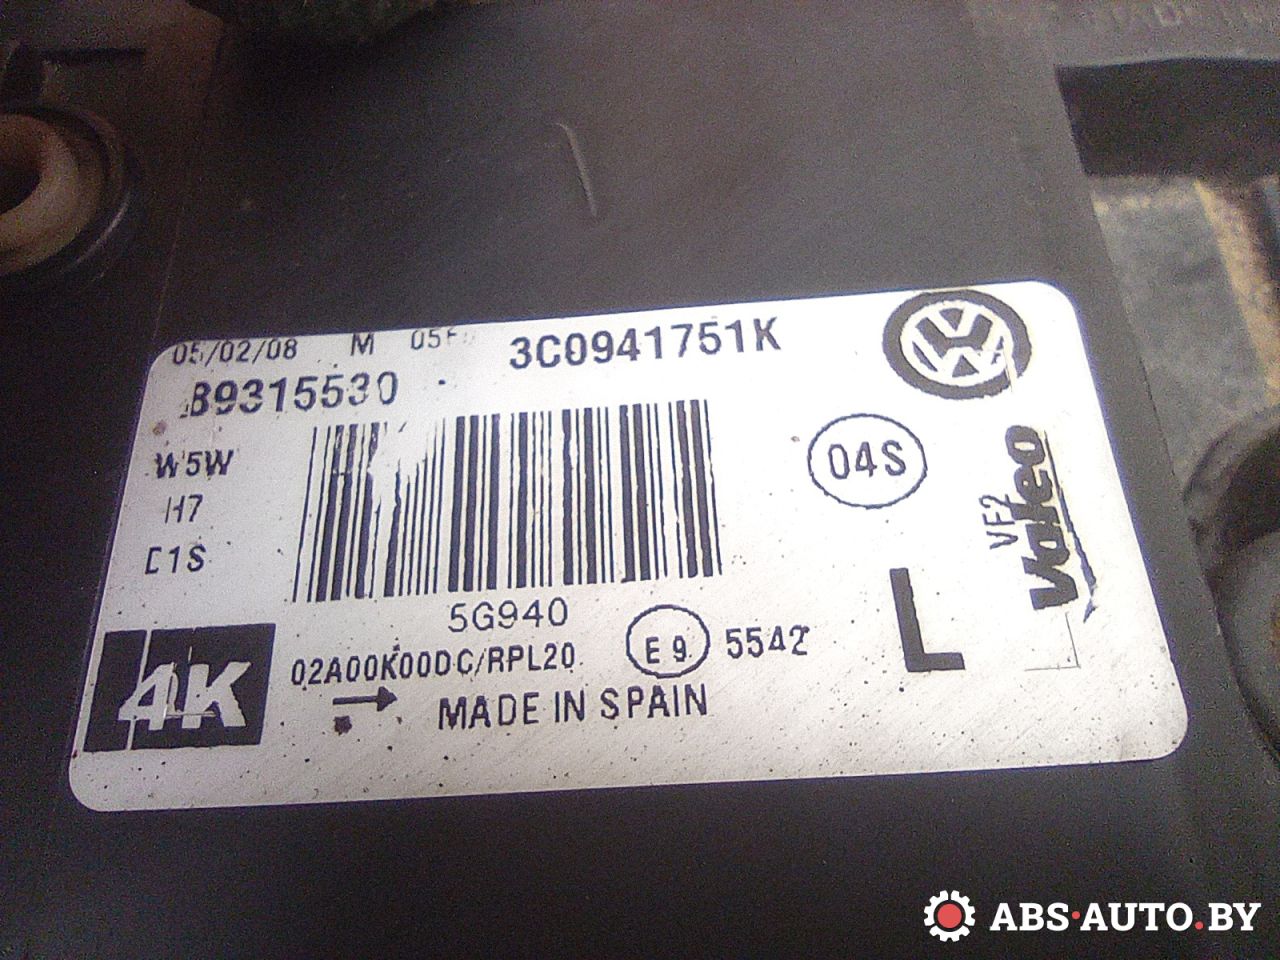 05/02/08 M 05F
3C0941751K
89315530
W5W
H7
D1S
04S
VF2
Valeo
5G940
02A00K00DC/RPL20
E9 5542
L
4K
MADE IN SPAIN
ABS·AUTO.BY